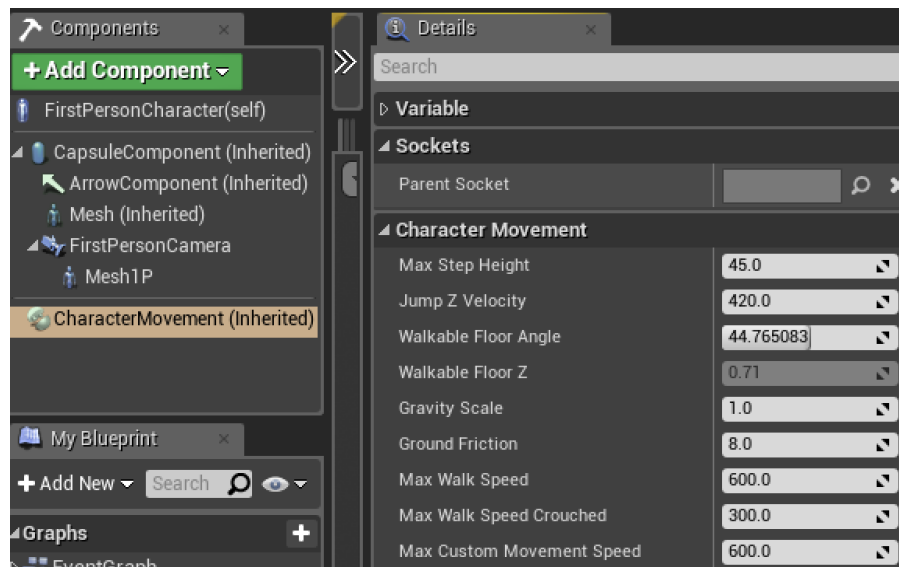 Components
+ Add Component
FirstPersonCharacter(self)
CapsuleComponent (Inherited)
ArrowComponent (Inherited)
Mesh (Inherited)
FirstPersonCamera
Mesh1P
CharacterMovement (Inherited)
My Blueprint
+ Add New
Search
Graphs
EventGraph
Details
Search
Variable
Sockets
Parent Socket
Character Movement
Max Step Height 45.0
Jump Z Velocity 420.0
Walkable Floor Angle 44.765083
Walkable Floor Z 0.71
Gravity Scale 1.0
Ground Friction 8.0
Max Walk Speed 600.0
Max Walk Speed Crouched 300.0
Max Custom Movement Speed 600.0